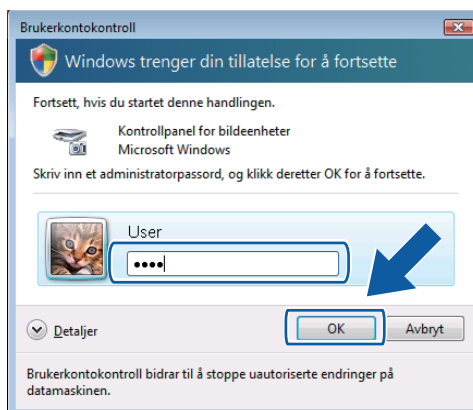 Brukerkontokontroll
Windows trenger din tillatelse for å fortsette
Fortsett, hvis du startet denne handlingen.
Kontrollpanel for bildeenheter
Microsoft Windows
Skriv inn et administratorpassord, og klikk deretter OK for å fortsette.
User
••••
Detaljer
OK
Avbryt
Brukerkontokontroll bidrar til å stoppe uautoriserte endringer på
datamaskinen.